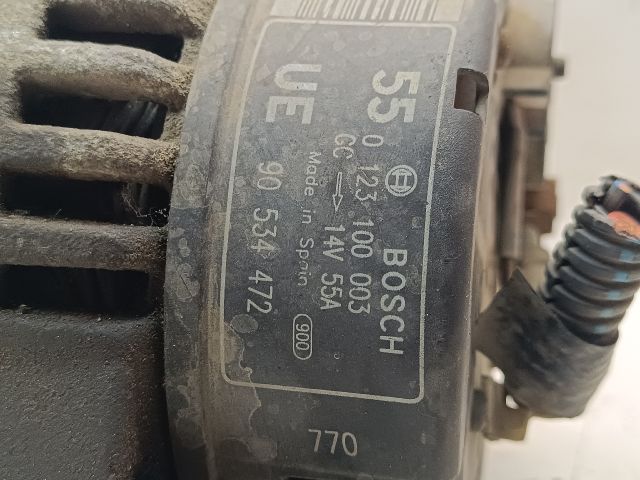 55 BOSCH
0 123 100 003
CC → 14V 55A
Made in Spain 900
UE 90 534 472
770